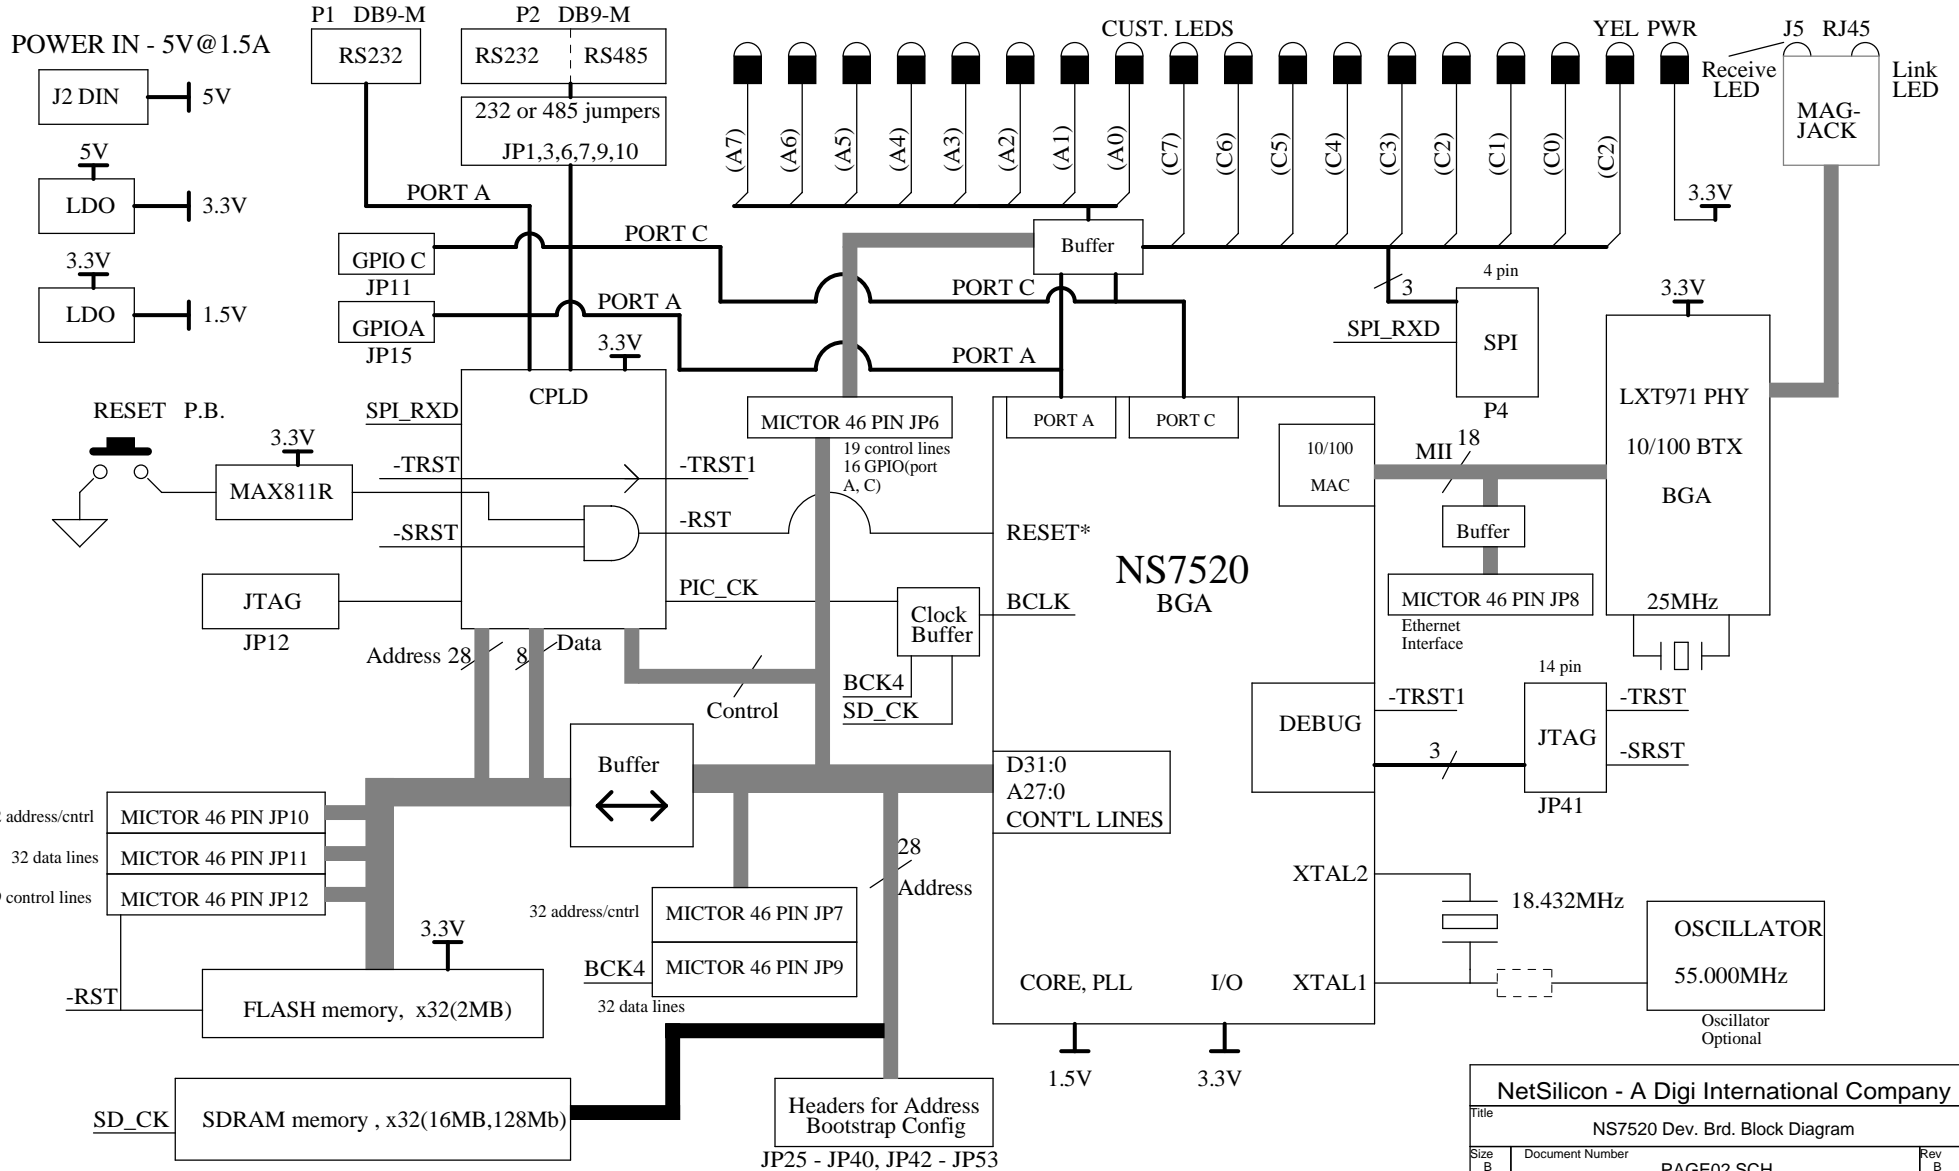 P1 DB9-M
P2 DB9-M
POWER IN - 5V@1.5A
RS232
RS232
RS485
CUST. LEDS
YEL PWR
J5 RJ45
Receive
LED
Link
LED
J2 DIN
5V
232 or 485 jumpers
JP1,3,6,7,9,10
MAG-
JACK
(A7)
(A6)
(A5)
(A4)
(A3)
(A2)
(A1)
(A0)
(C7)
(C6)
(C5)
(C4)
(C3)
(C2)
(C1)
(C0)
(C2)
5V
LDO
3.3V
PORT A
3.3V
PORT C
GPIO C
JP11
Buffer
3.3V
LDO
1.5V
PORT A
PORT C
GPIOA
JP15
3.3V
PORT A
3
4 pin
SPI_RXD
SPI
P4
3.3V
RESET P.B.
SPI_RXD
CPLD
MICTOR 46 PIN JP6
19 control lines
16 GPIO(port
A, C)
PORT A
PORT C
LXT971 PHY
10/100 BTX
BGA
25MHz
3.3V
MAX811R
-TRST
-TRST1
-SRST
-RST
RESET*
10/100
MAC
MII
18
Buffer
MICTOR 46 PIN JP8
Ethernet
Interface
NS7520
BGA
JTAG
JP12
PIC_CK
Clock
Buffer
BCLK
Address 28
8
Data
BCK4
SD_CK
Control
14 pin
DEBUG
-TRST1
3
JTAG
JP41
-TRST
-SRST
Buffer
D31:0
A27:0
CONT'L LINES
address/cntrl
MICTOR 46 PIN JP10
32 data lines
MICTOR 46 PIN JP11
control lines
MICTOR 46 PIN JP12
28
Address
XTAL2
18.432MHz
OSCILLATOR
55.000MHz
Oscillator
Optional
32 address/cntrl
MICTOR 46 PIN JP7
BCK4
MICTOR 46 PIN JP9
32 data lines
3.3V
-RST
FLASH memory, x32(2MB)
CORE, PLL
I/O
XTAL1
1.5V
3.3V
SD_CK
SDRAM memory , x32(16MB,128Mb)
Headers for Address
Bootstrap Config
JP25 - JP40, JP42 - JP53
NetSilicon - A Digi International Company
Title
NS7520 Dev. Brd. Block Diagram
Size
B
Document Number
PAGE02.SCH
Rev
B